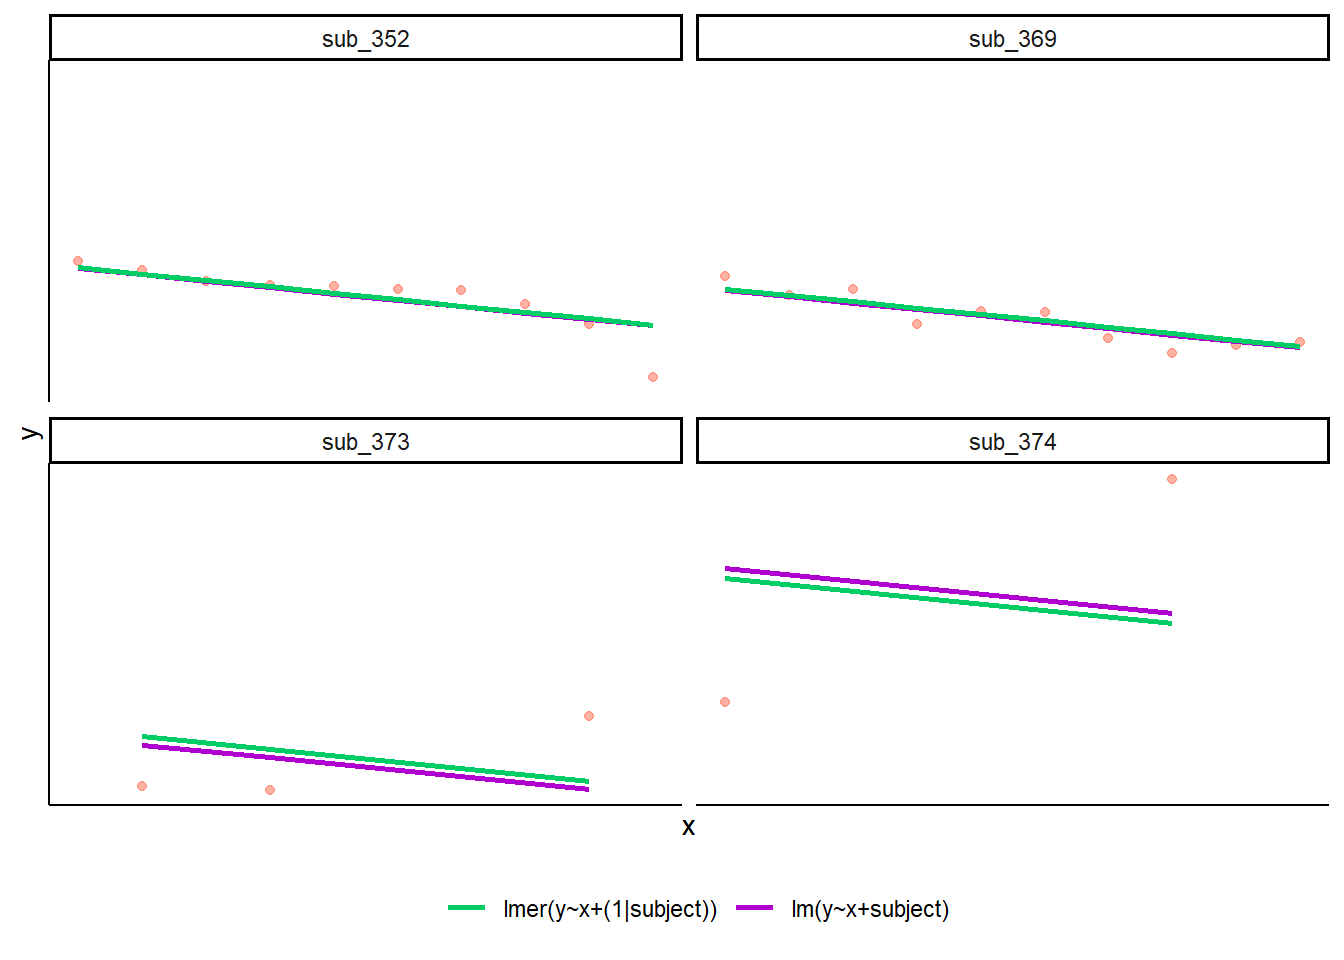 sub_352
sub_369
y
sub_373
sub_374
x
lmer(y~x+(1|subject))
lm(y~x+subject)